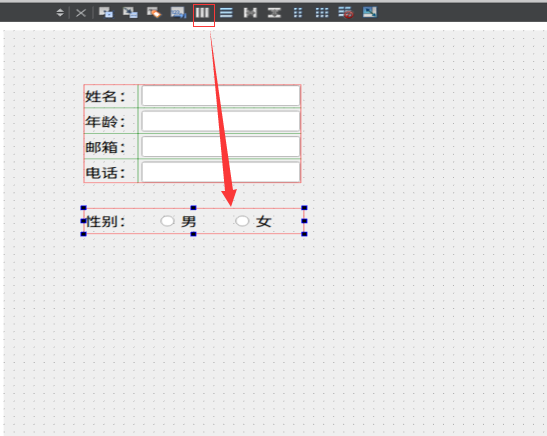 姓名：
年龄：
邮箱：
电话：
性别： 男 女